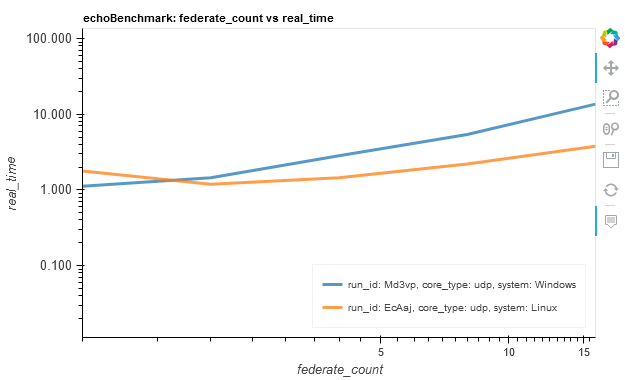 echoBenchmark: federate_count vs real_time
100.000
10.000
1.000
0.100
real_time
run_id: Md3vp, core_type: udp, system: Windows
run_id: EcAaj, core_type: udp, system: Linux
5
10
15
federate_count